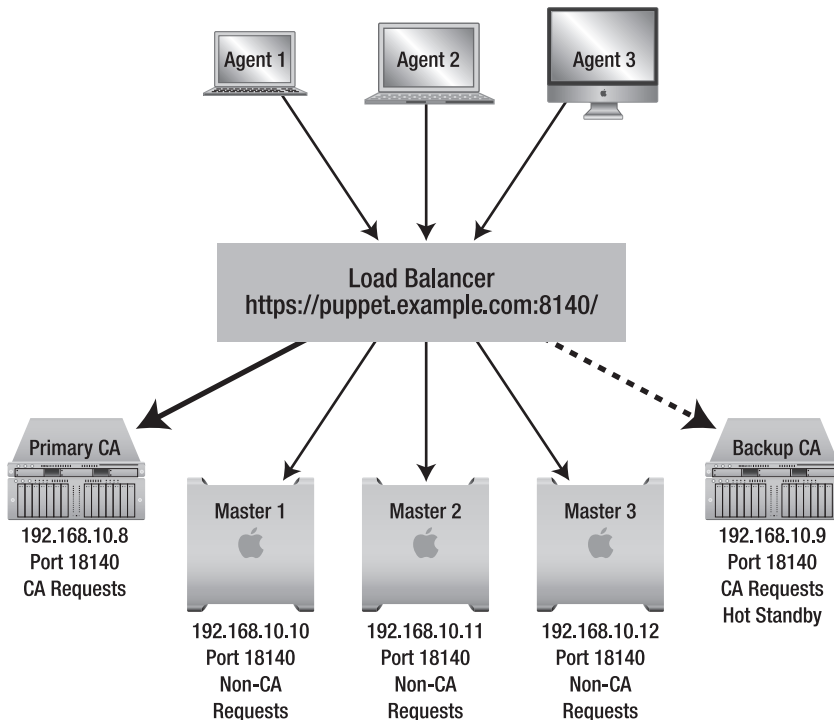 Agent 1
Agent 2
Agent 3
Load Balancer
https://puppet.example.com:8140/
Primary CA
192.168.10.8
Port 18140
CA Requests
Master 1
192.168.10.10
Port 18140
Non-CA
Requests
Master 2
192.168.10.11
Port 18140
Non-CA
Requests
Master 3
192.168.10.12
Port 18140
Non-CA
Requests
Backup CA
192.168.10.9
Port 18140
CA Requests
Hot Standby